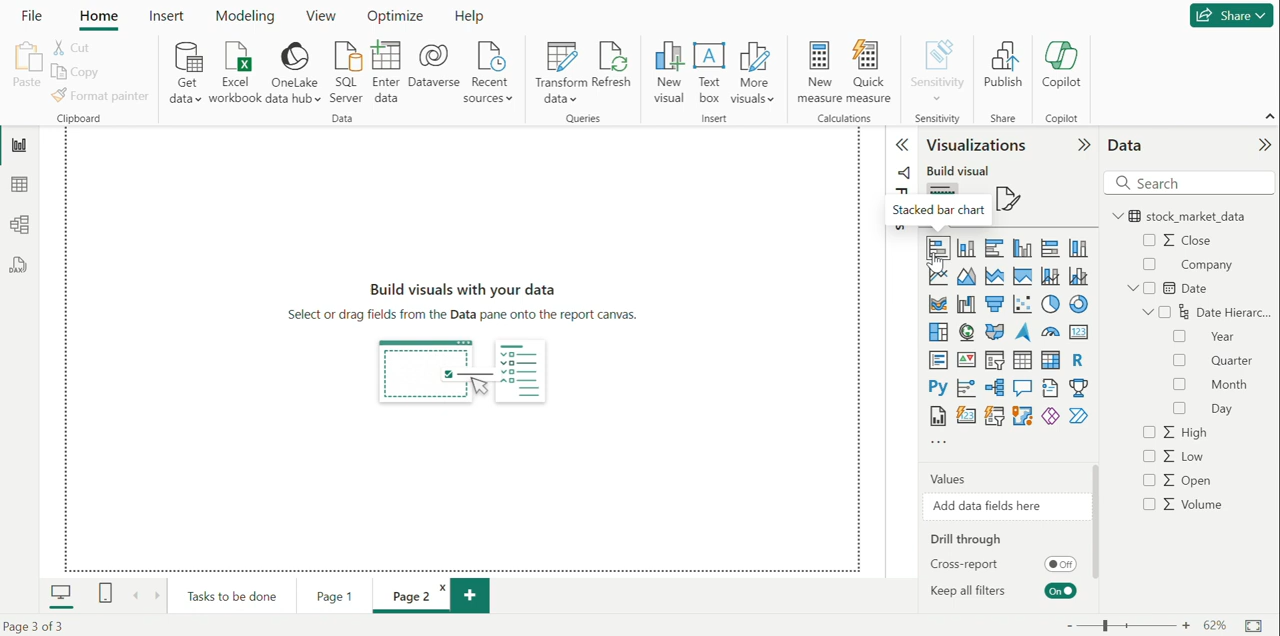 File Home Insert Modeling View Optimize Help Share
Paste Cut
Copy
Format painter
Clipboard
Get data
Excel workbook
OneLake data hub
SQL Server
Enter data
Dataverse
Recent sources
Data
Transform data
Refresh
Queries
New visual
Text box
More visuals
Insert
New measure
Quick measure
Calculations
Sensitivity
Sensitivity
Publish
Share
Copilot
Copilot
DAX
Build visuals with your data
Select or drag fields from the Data pane onto the report canvas.
Visualizations
Build visual
Stacked bar chart
123
R
Py
123
...
Values
Add data fields here
Drill through
Cross-report Off
Keep all filters On
Data
Search
stock_market_data
Σ Close
Company
Date
Date Hierarc...
Year
Quarter
Month
Day
Σ High
Σ Low
Σ Open
Σ Volume
Tasks to be done Page 1 Page 2 x +
Page 3 of 3 - + 62%